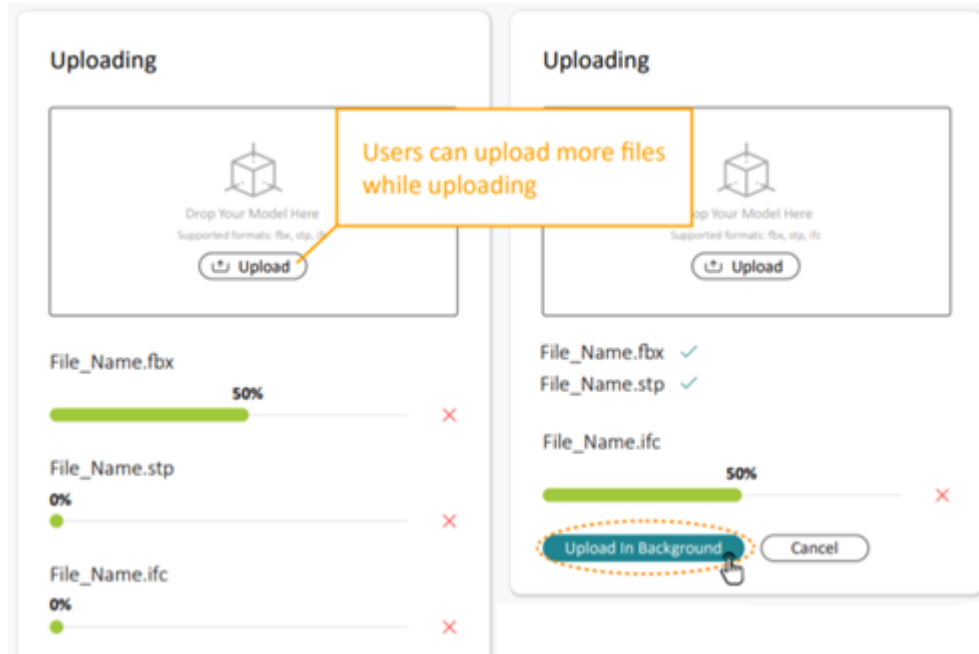 Uploading
Users can upload more files
while uploading
Drop Your Model Here
Supported formats: fbx, stp,
Upload
File_Name.fbx
50%
File_Name.stp
0%
File_Name.ifc
0%
Uploading
Your Model Here
Supported formats: fbx, stp, ifc
Upload
File_Name.fbx
File_Name.stp
File_Name.ifc
50%
Upload In Background
Cancel